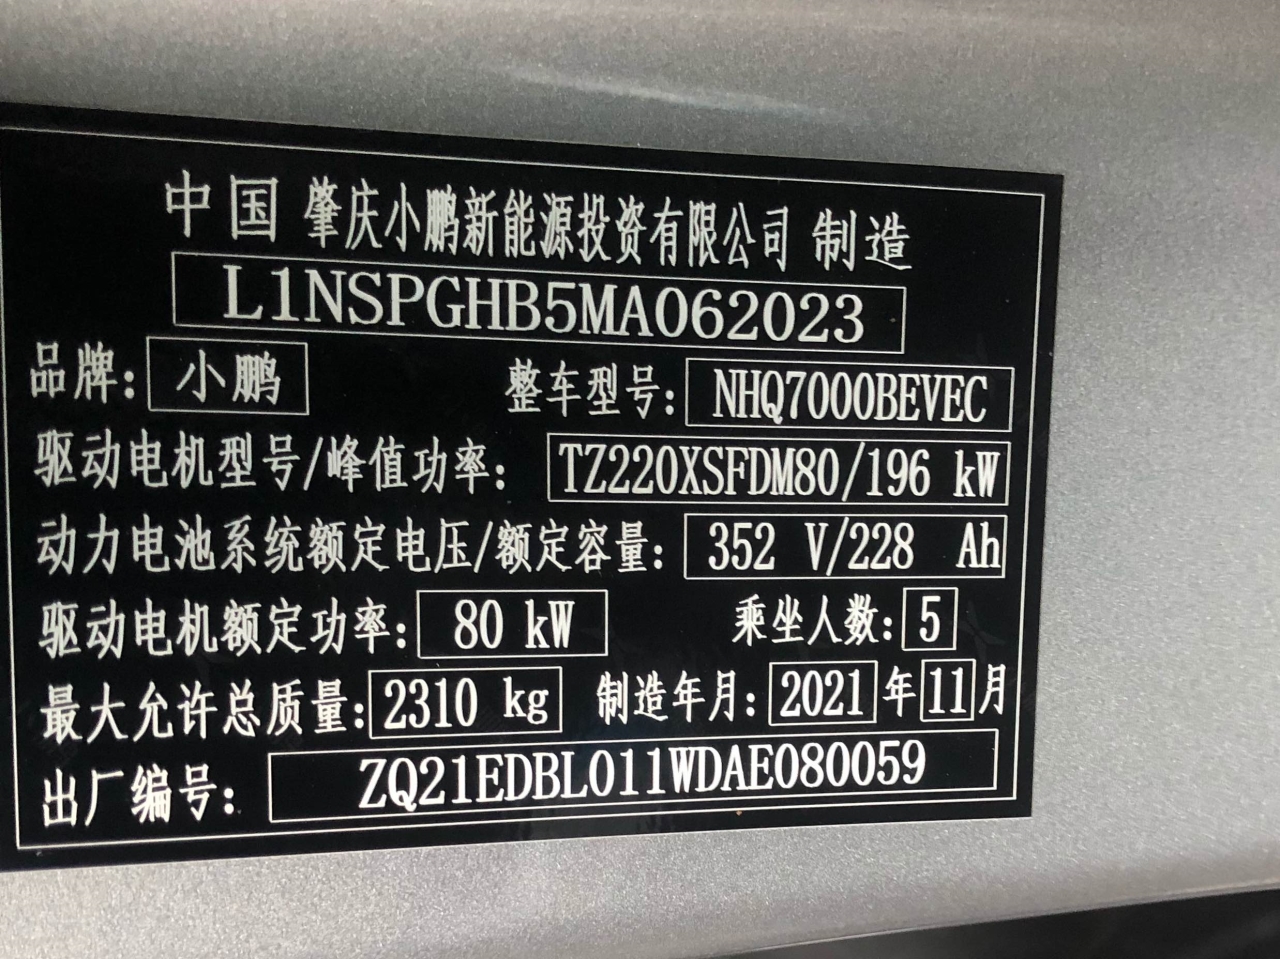 中国 肇庆小鹏新能源投资有限公司 制造
L1NSPGHB5MA062023
品牌: 小鹏 整车型号: NHQ7000BEVEC
驱动电机型号/峰值功率: TZ220XSFDM80/196 kW
动力电池系统额定电压/额定容量: 352 V/228 Ah
驱动电机额定功率: 80 kW 乘坐人数: 5
最大允许总质量: 2310 kg 制造年月: 2021 年 11 月
出厂编号: ZQ21EDBL011WDAE080059